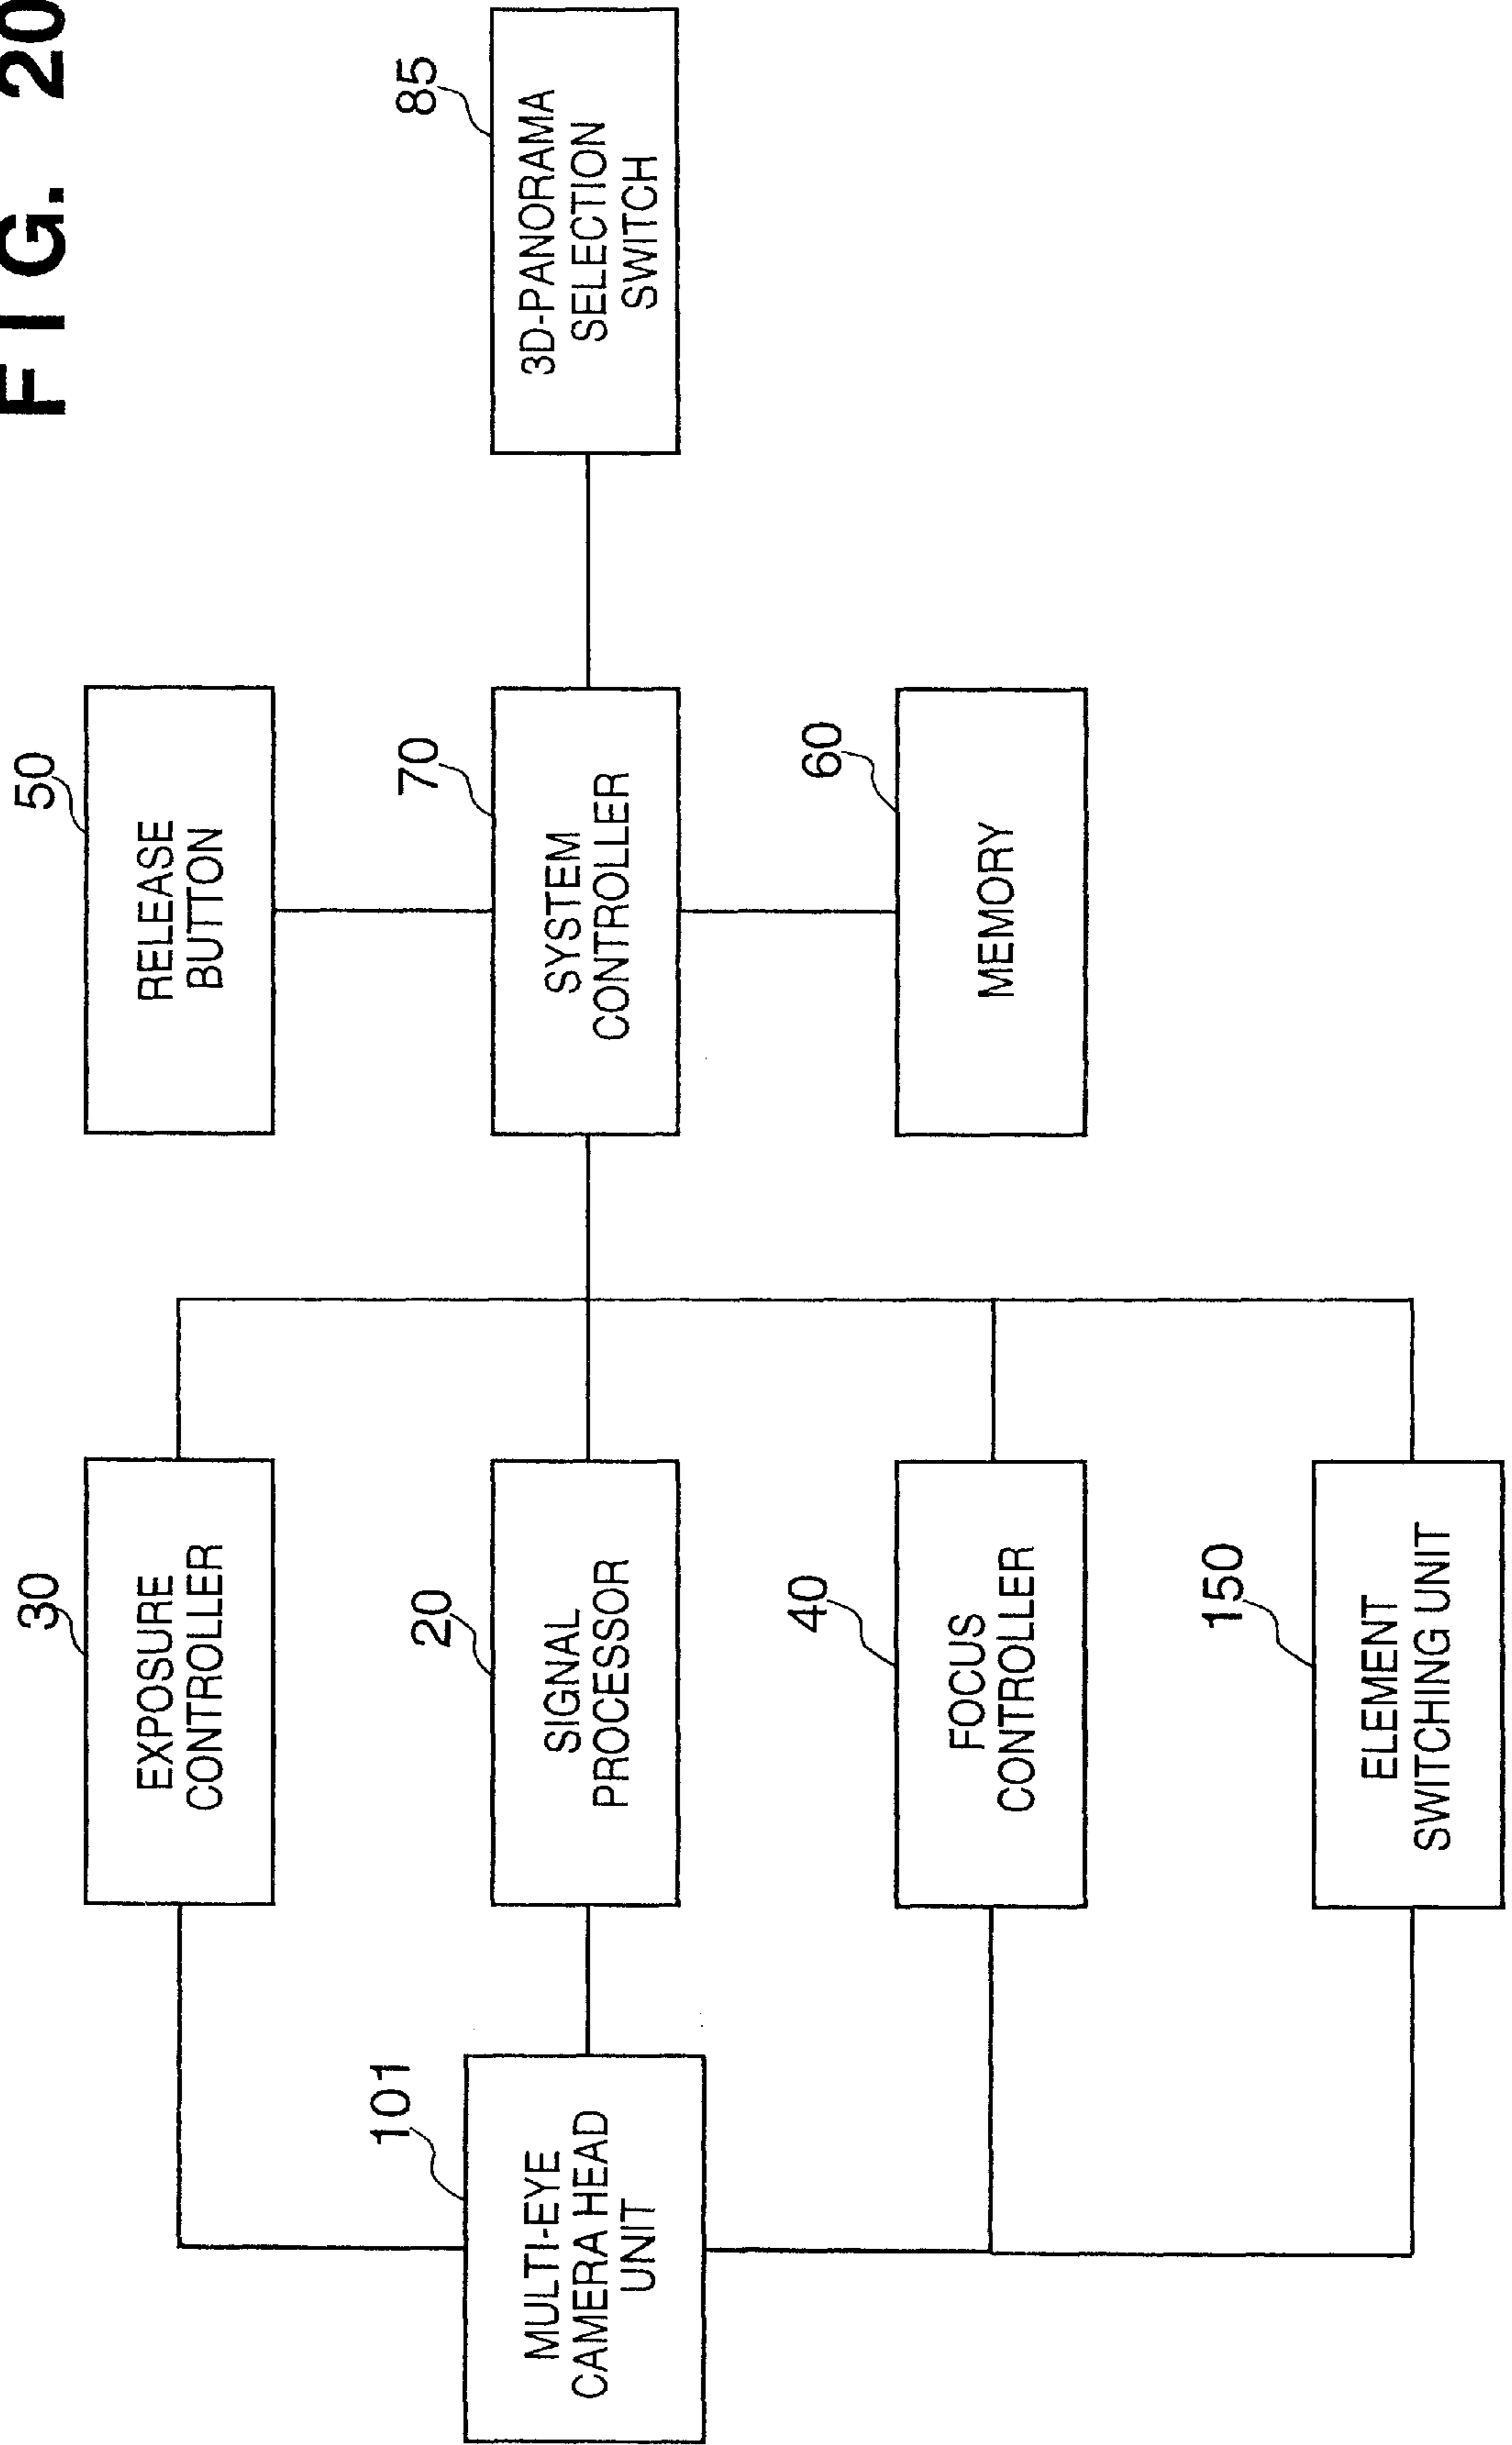 FIG. 20
50
RELEASE
BUTTON
30
EXPOSURE
CONTROLLER
85
3D-PANORAMA
SELECTION
SWITCH
70
SYSTEM
CONTROLLER
20
SIGNAL
PROCESSOR
101
MULTI-EYE
CAMERA HEAD
UNIT
60
MEMORY
40
FOCUS
CONTROLLER
150
ELEMENT
SWITCHING UNIT